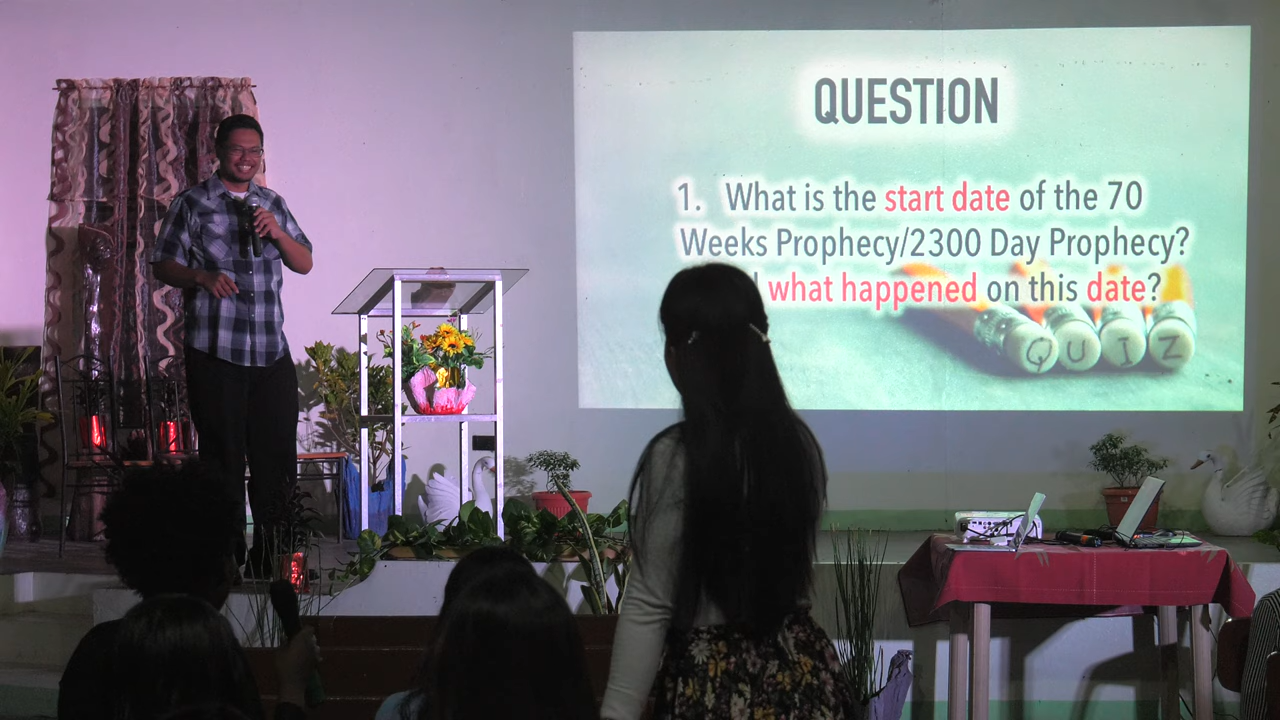 QUESTION
1. What is the start date of the 70
Weeks Prophecy/2300 Day Prophecy?
what happened on this date?
QUIZ